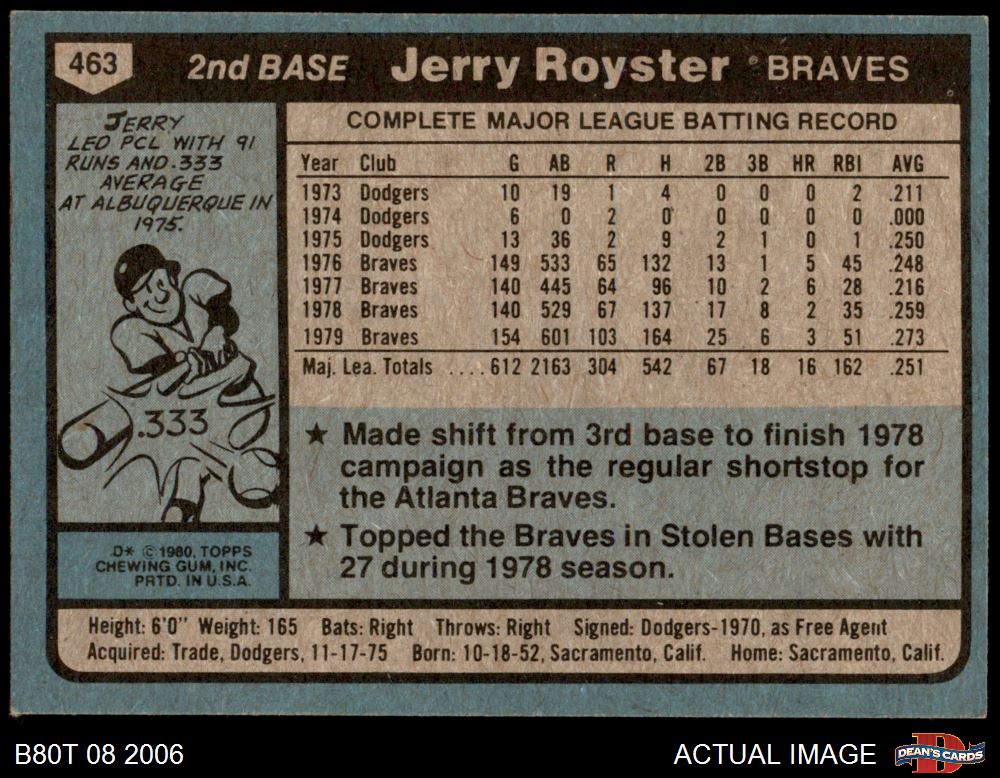 463 2nd BASE Jerry Royster BRAVES
JERRY
LED PCL WITH 91
RUNS AND .333
AVERAGE
AT ALBUQUERQUE IN
1975.
.333
D* © 1980, TOPPS
CHEWING GUM, INC.
PRTD. IN U.S.A.
COMPLETE MAJOR LEAGUE BATTING RECORD
Year Club G AB R H 2B 3B HR RBI AVG
1973 Dodgers 10 19 1 4 0 0 0 2 .211
1974 Dodgers 6 0 2 0 0 0 0 0 .000
1975 Dodgers 13 36 2 9 2 1 0 1 .250
1976 Braves 149 533 65 132 13 1 5 45 .248
1977 Braves 140 445 64 96 10 2 6 28 .216
1978 Braves 140 529 67 137 17 8 2 35 .259
1979 Braves 154 601 103 164 25 6 3 51 .273
Maj. Lea. Totals ....612 2163 304 542 67 18 16 162 .251
★ Made shift from 3rd base to finish 1978
campaign as the regular shortstop for
the Atlanta Braves.
★ Topped the Braves in Stolen Bases with
27 during 1978 season.
Height: 6'0" Weight: 165 Bats: Right Throws: Right Signed: Dodgers-1970, as Free Agent
Acquired: Trade, Dodgers, 11-17-75 Born: 10-18-52, Sacramento, Calif. Home: Sacramento, Calif.
B80T 08 2006 ACTUAL IMAGE D DEAN'S CARDS